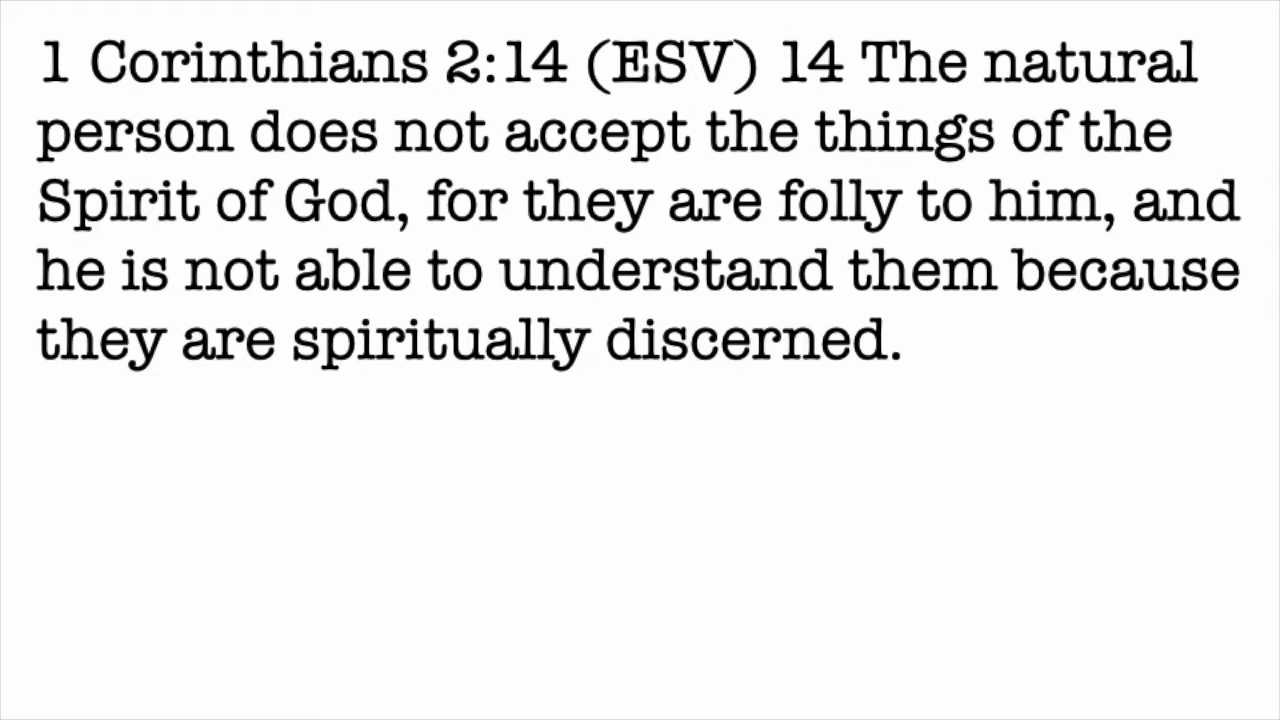 1 Corinthians 2:14 (ESV) 14 The natural
person does not accept the things of the
Spirit of God, for they are folly to him, and
he is not able to understand them because
they are spiritually discerned.